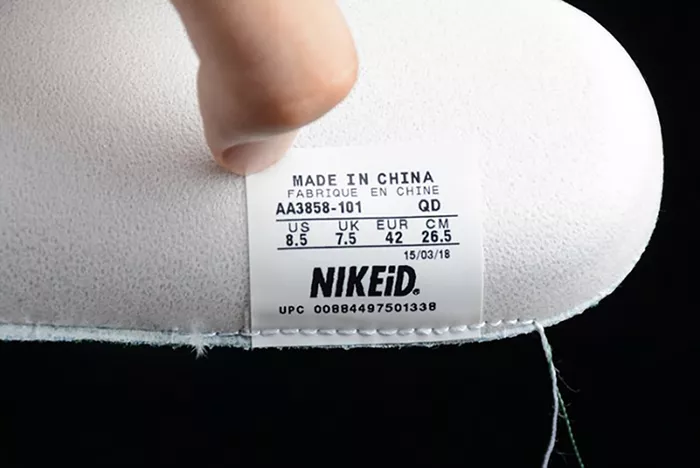 MADE IN CHINA
FABRIQUE EN CHINE
AA3858-101 QD
US UK EUR CM
8.5 7.5 42 26.5
15/03/18
NIKEiD.
UPC 00884497501338